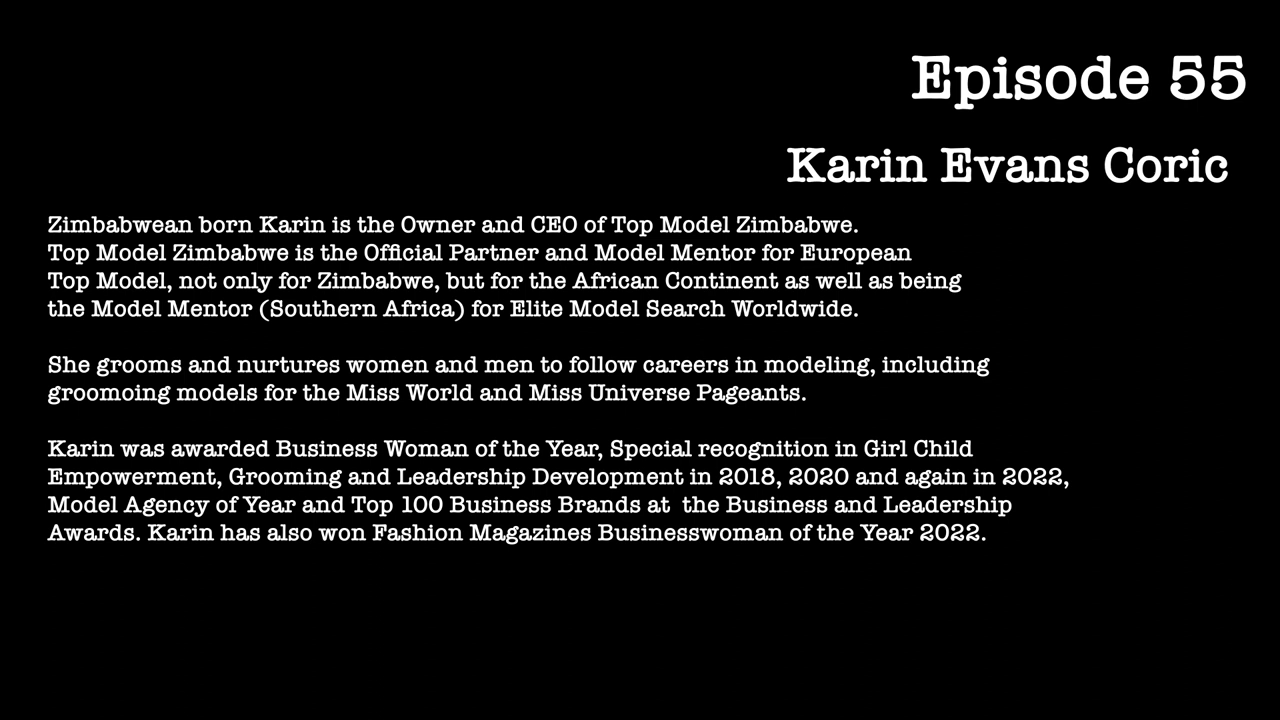 Episode 55
Karin Evans Coric
Zimbabwean born Karin is the Owner and CEO of Top Model Zimbabwe.
Top Model Zimbabwe is the Official Partner and Model Mentor for European
Top Model, not only for Zimbabwe, but for the African Continent as well as being
the Model Mentor (Southern Africa) for Elite Model Search Worldwide.
She grooms and nurtures women and men to follow careers in modeling, including
groomoing models for the Miss World and Miss Universe Pageants.
Karin was awarded Business Woman of the Year, Special recognition in Girl Child
Empowerment, Grooming and Leadership Development in 2018, 2020 and again in 2022,
Model Agency of Year and Top 100 Business Brands at  the Business and Leadership
Awards. Karin has also won Fashion Magazines Businesswoman of the Year 2022.